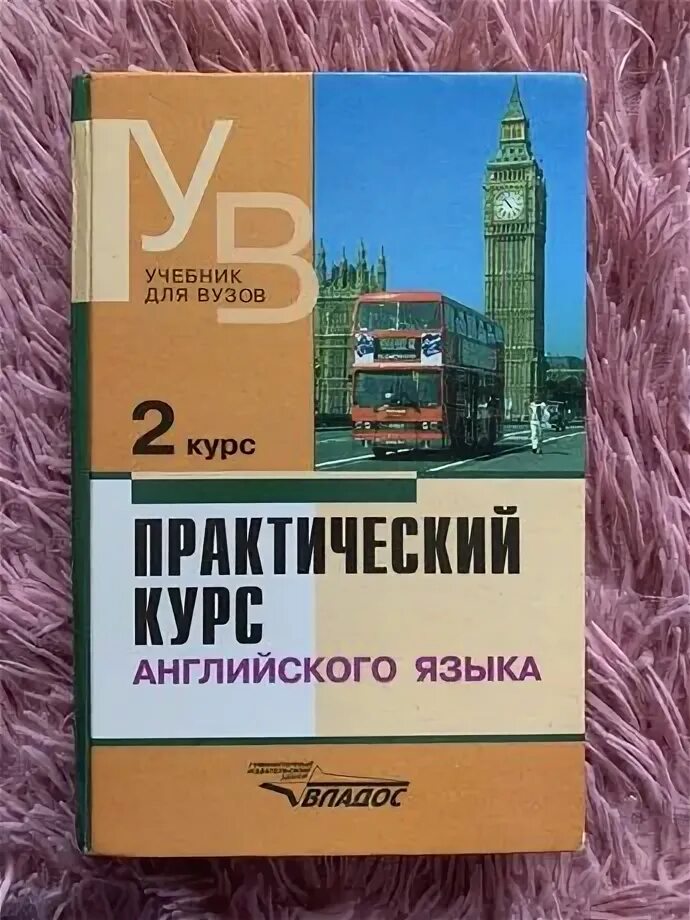 УВ
УЧЕБНИК
ДЛЯ ВУЗОВ
2 курс
ПРАКТИЧЕСКИЙ
КУРС
АНГЛИЙСКОГО ЯЗЫКА
ВЛАДОС